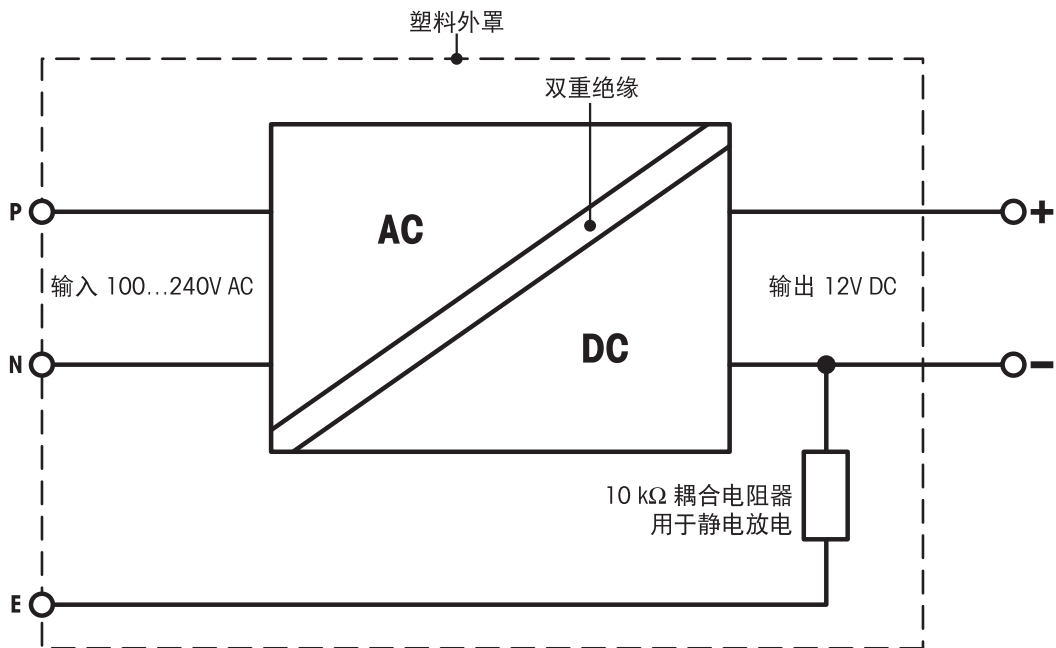 塑料外罩
双重绝缘
P
AC
+
输入 100...240V AC
输出 12V DC
N
DC
−
10 kΩ 耦合电阻器
用于静电放电
E